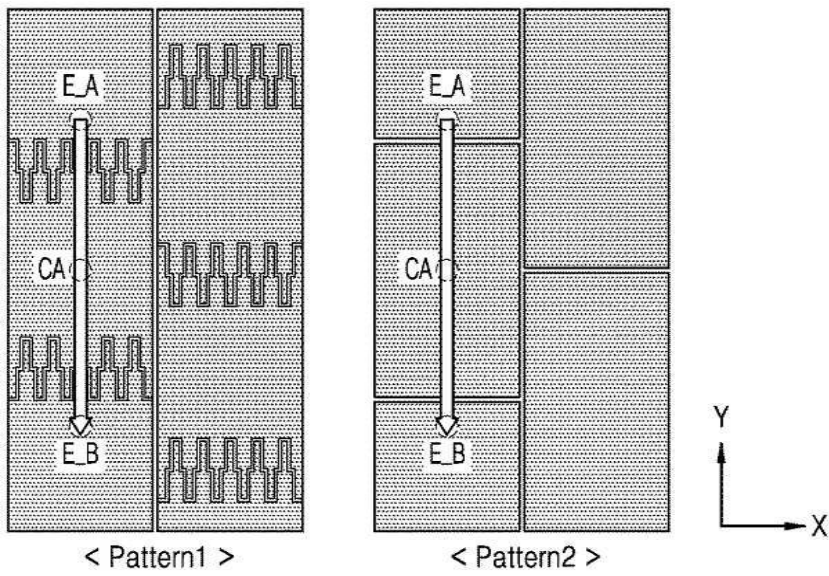 E_A
E_A
CA
CA
E_B
E_B
Y
X
< Pattern1 >
< Pattern2 >